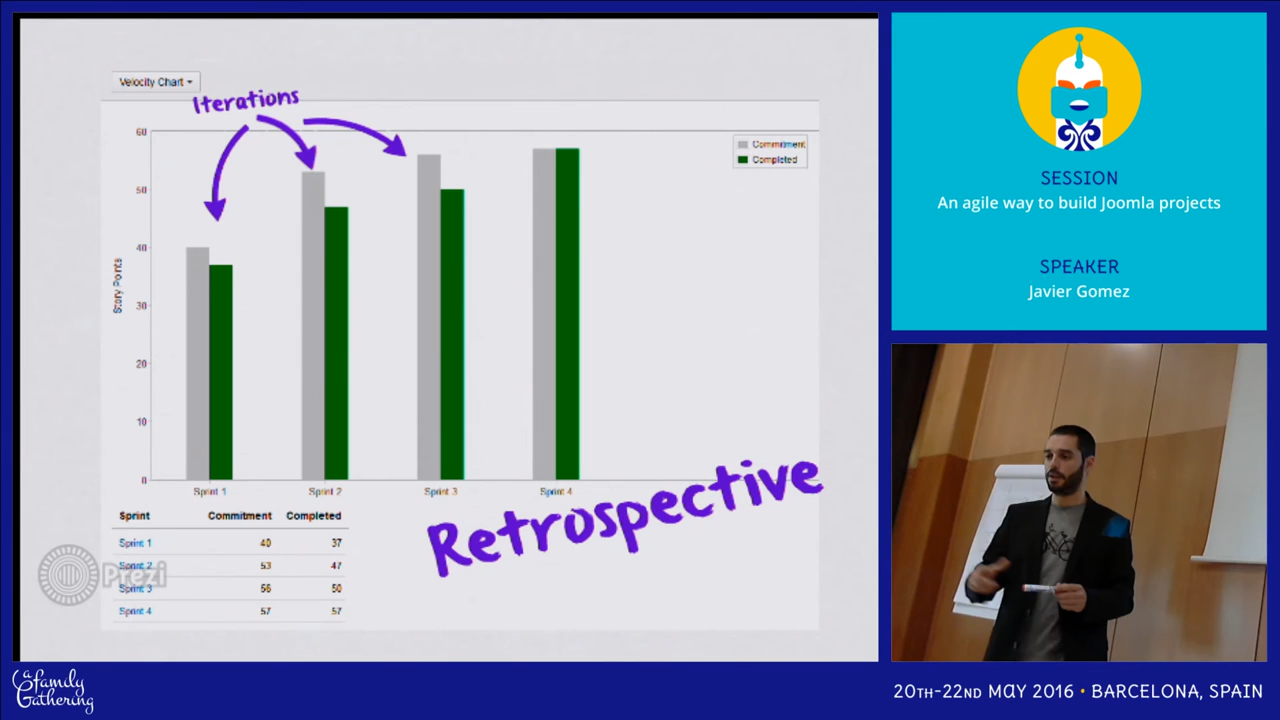 Velocity Chart
Iterations
60
50
40
30
20
10
0
Story Points
Commitment
Completed
Sprint 1
Sprint 2
Sprint 3
Sprint 4
Retrospective
Sprint Commitment Completed
Sprint 1 40 37
Sprint 2 53 47
Sprint 3 56 50
Sprint 4 57 57
Prezi
SESSION
An agile way to build Joomla projects
SPEAKER
Javier Gomez
a family
Gathering
20TH-22ND MAY 2016 • BARCELONA, SPAIN